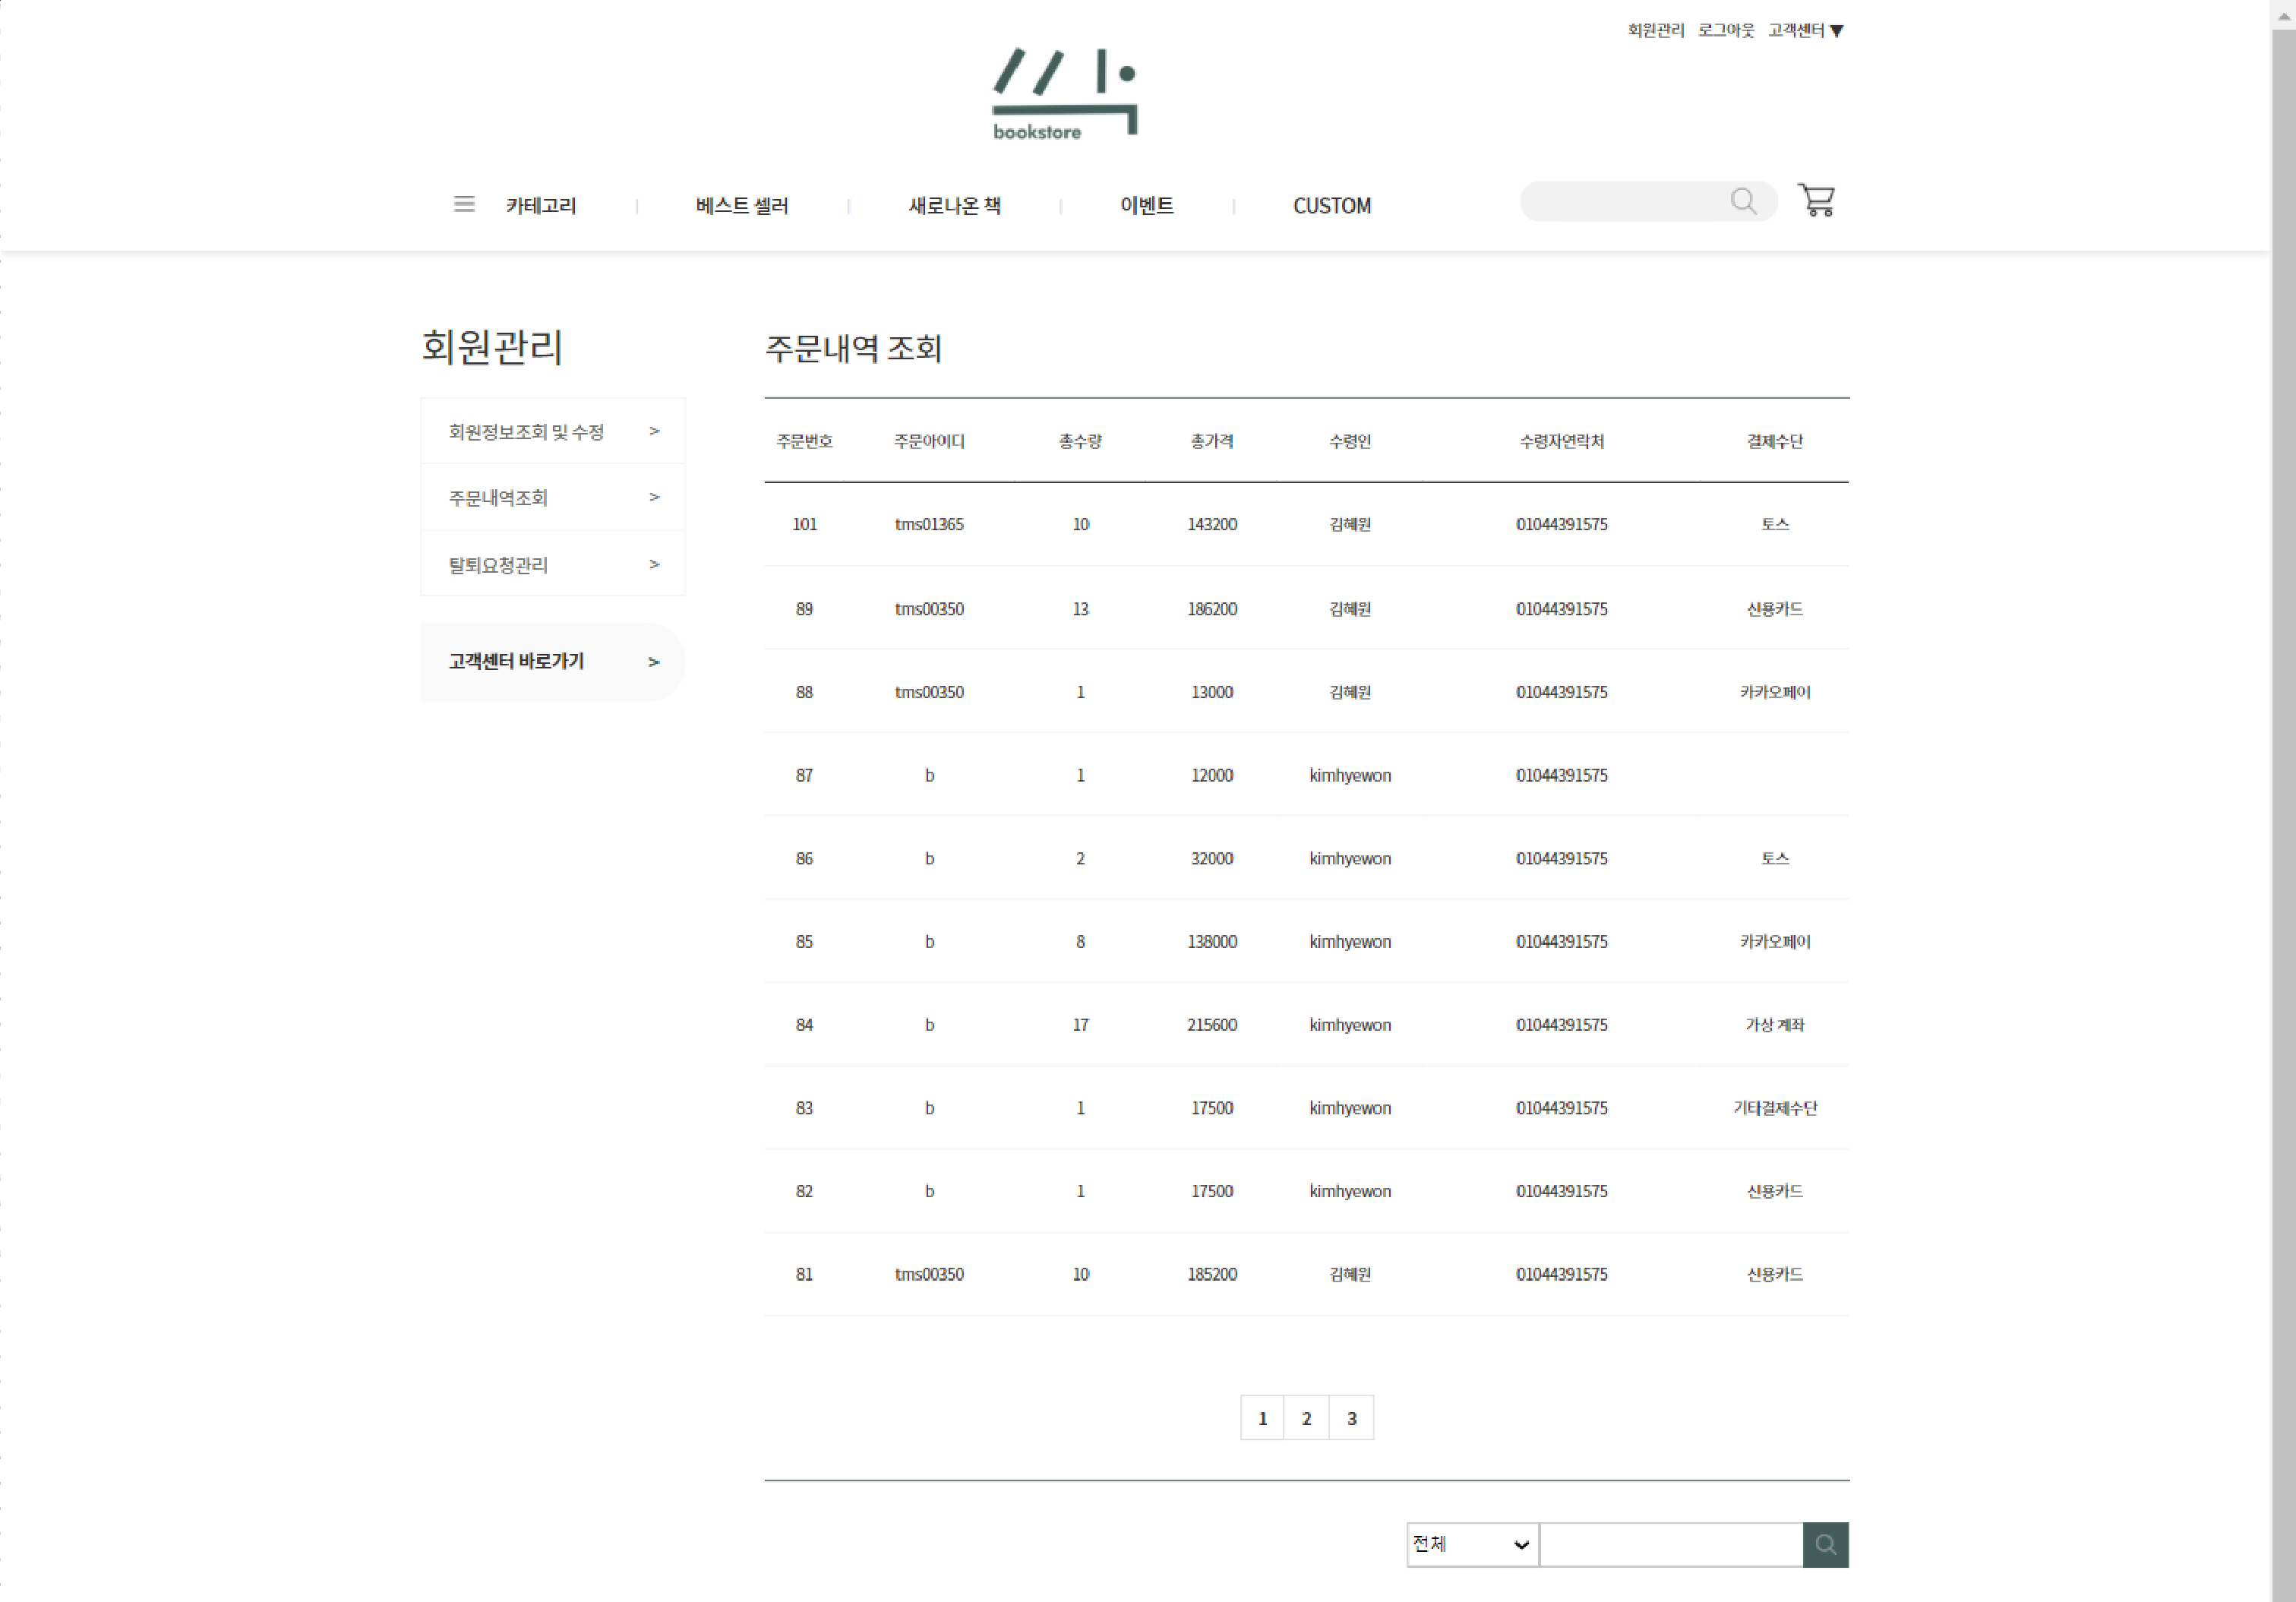 회원관리 로그아웃 고객센터 ▼
bookstore
카테고리 | 베스트 셀러 | 새로나온 책 | 이벤트 | CUSTOM
회원관리
회원정보조회 및 수정 >
주문내역조회 >
탈퇴요청관리 >
고객센터 바로가기 >
주문내역 조회
주문번호 주문아이디 총수량 총가격 수령인 수령자연락처 결제수단
101 tms01365 10 143200 김혜원 01044391575 토스
89 tms00350 13 186200 김혜원 01044391575 신용카드
88 tms00350 1 13000 김혜원 01044391575 카카오페이
87 b 1 12000 kimhyewon 01044391575
86 b 2 32000 kimhyewon 01044391575 토스
85 b 8 138000 kimhyewon 01044391575 카카오페이
84 b 17 215600 kimhyewon 01044391575 가상 계좌
83 b 1 17500 kimhyewon 01044391575 기타결제수단
82 b 1 17500 kimhyewon 01044391575 신용카드
81 tms00350 10 185200 김혜원 01044391575 신용카드
1 2 3
전체